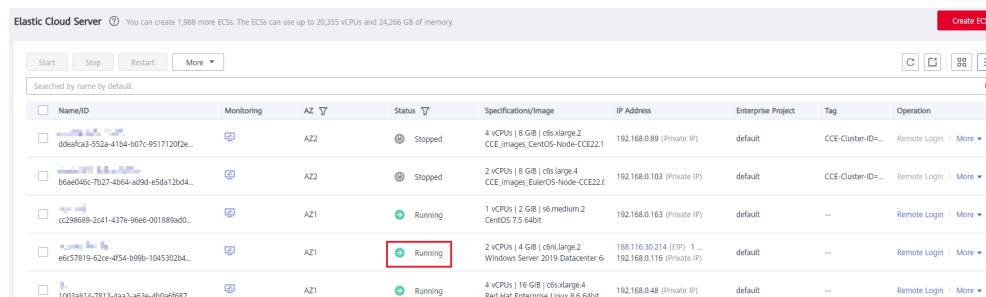 Elastic Cloud Server ? You can create 1,988 more ECSs. The ECSs can use up to 20,355 vCPUs and 24,266 GB of memory. Create ECS
Start Stop Restart More
Searched by name by default.
Name/ID Monitoring AZ Status Specifications/Image IP Address Enterprise Project Tag Operation
ddeafca3-552a-41b4-b07c-9517120f2e... AZ2 Stopped 4 vCPUs | 8 GiB | c6s.xlarge.2 192.168.0.89 (Private IP) default CCE-Cluster-ID=... Remote Login More
CCE_images_CentOS-Node-CCE22.1
b6ae046c-7b27-4b64-ad9d-e5da12bd4... AZ2 Stopped 2 vCPUs | 8 GiB | c6s.large.4 192.168.0.103 (Private IP) default CCE-Cluster-ID=... Remote Login More
CCE_images_EulerOS-Node-CCE22.8
cc298689-2c41-437e-96e6-001889ad0... AZ1 Running 1 vCPUs | 2 GiB | s6.medium.2 192.168.0.163 (Private IP) default -- Remote Login More
CentOS 7.5 64bit
e6c57819-62ce-4f54-b99b-1045302b4... AZ1 Running 2 vCPUs | 4 GiB | c6nl.large.2 188.116.30.214 (EIP) 1 ... default -- Remote Login More
Windows Server 2019 Datacenter 6 192.168.0.116 (Private IP)
1003a814-7813-4aa2-a63e-4b0a6f687 AZ1 Running 4 vCPUs | 16 GiB | c6s.xlarge.4 192.168.0.48 (Private IP) default -- Remote Login More
Red Hat Enterprise Linux 8.6 64bit